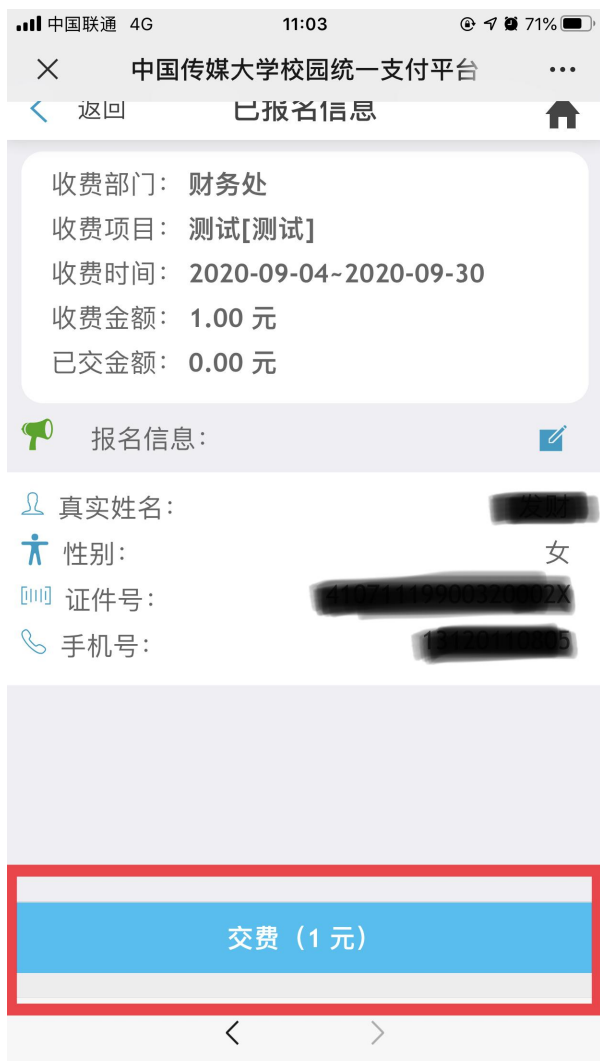 中国联通 4G 11:03 71%
中国传媒大学校园统一支付平台
返回 已报名信息
收费部门： 财务处
收费项目： 测试[测试]
收费时间： 2020-09-04~2020-09-30
收费金额： 1.00 元
已交金额： 0.00 元
报名信息：
真实姓名：
性别： 女
证件号：
手机号：
交费（1 元）